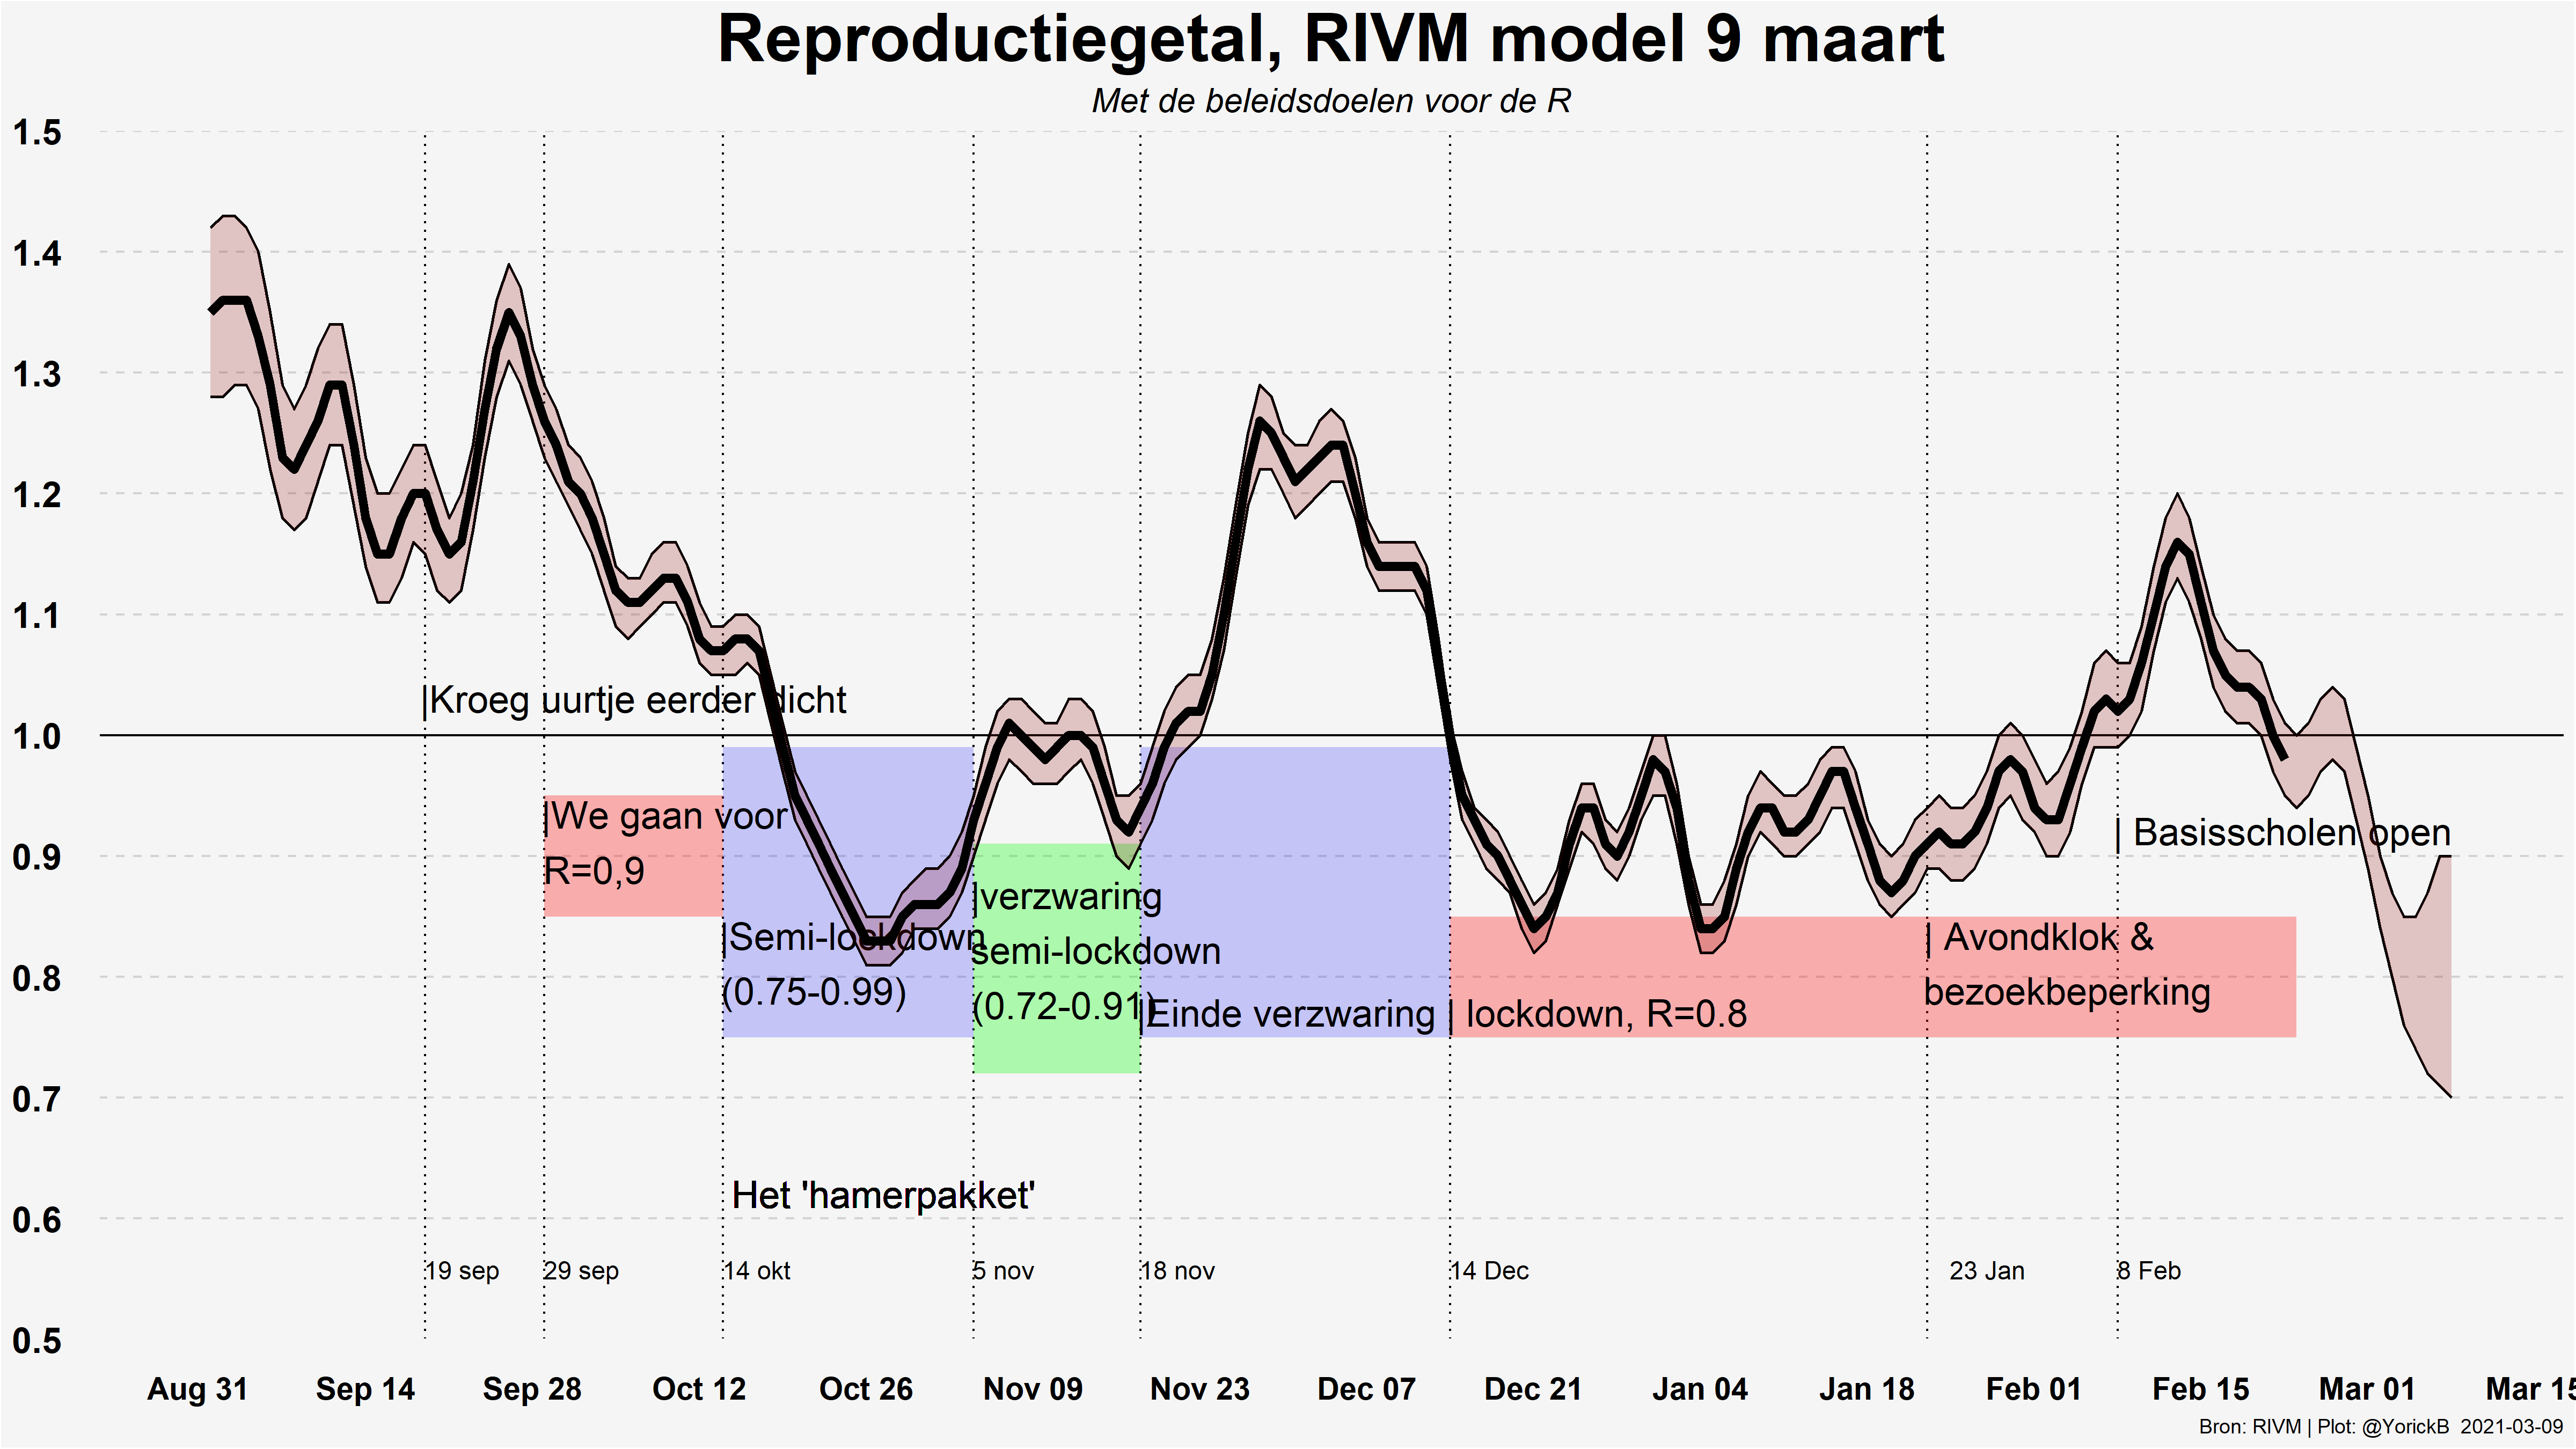 Reproductiegetal, RIVM model 9 maart
Met de beleidsdoelen voor de R
1.5
1.4
1.3
1.2
1.1
1.0
0.9
0.8
0.7
0.6
0.5
|Kroeg uurtje eerder dicht
|We gaan voor
R=0,9
|Semi-lockdown
(0.75-0.99)
|verzwaring
semi-lockdown
(0.72-0.91)
|Einde verzwaring
| lockdown, R=0.8
| Avondklok &
bezoekbeperking
| Basisscholen open
Het 'hamerpakket'
19 sep
29 sep
14 okt
5 nov
18 nov
14 Dec
23 Jan
8 Feb
Aug 31
Sep 14
Sep 28
Oct 12
Oct 26
Nov 09
Nov 23
Dec 07
Dec 21
Jan 04
Jan 18
Feb 01
Feb 15
Mar 01
Mar 15
Bron: RIVM | Plot: @YorickB 2021-03-09